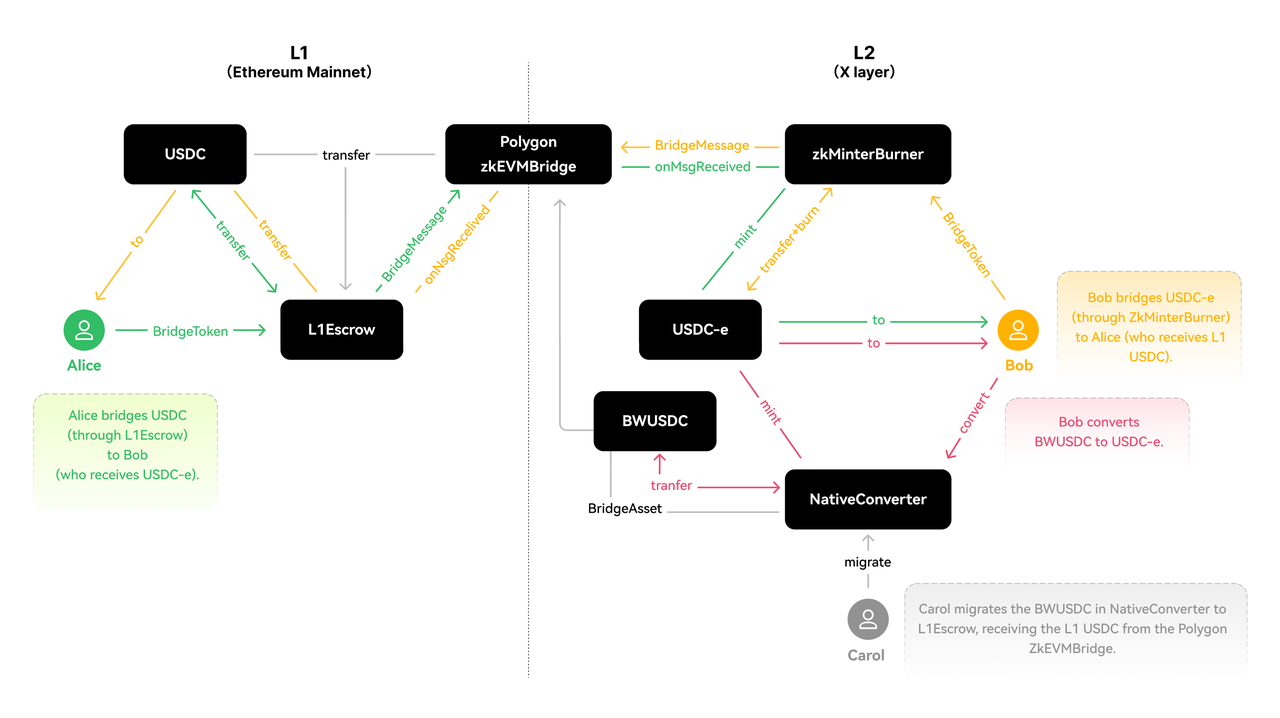 L1
(Ethereum Mainnet)
L2
(X layer)
USDC
transfer
Polygon
zkEVMBridge
BridgeMessage
onMsgReceived
zkMinterBurner
to
transfer
transfer
BridgeMessage
onNsgRecelived
mint
transfer+burn
BridgeToken
Alice
BridgeToken
L1Escrow
USDC-e
to
to
Bob
Bob bridges USDC-e
(through ZkMinterBurner)
to Alice (who receives L1
USDC).
Alice bridges USDC
(through L1Escrow)
to Bob
(who receives USDC-e).
BWUSDC
mint
convert
Bob converts
BWUSDC to USDC-e.
tranfer
BridgeAsset
NativeConverter
migrate
Carol
Carol migrates the BWUSDC in NativeConverter to
L1Escrow, receiving the L1 USDC from the Polygon
ZkEVMBridge.